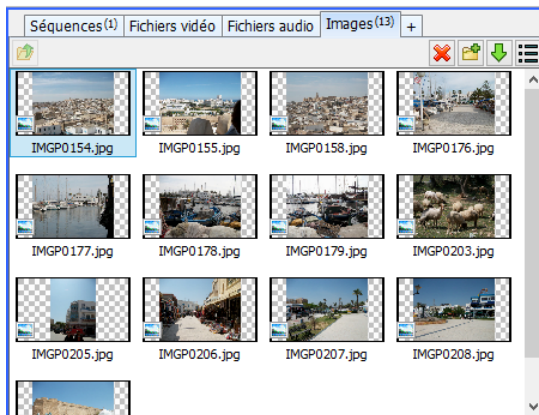 Séquences (1) Fichiers vidéo Fichiers audio Images (13) +
IMGP0154.jpg IMGP0155.jpg IMGP0158.jpg IMGP0176.jpg
IMGP0177.jpg IMGP0178.jpg IMGP0179.jpg IMGP0203.jpg
IMGP0205.jpg IMGP0206.jpg IMGP0207.jpg IMGP0208.jpg